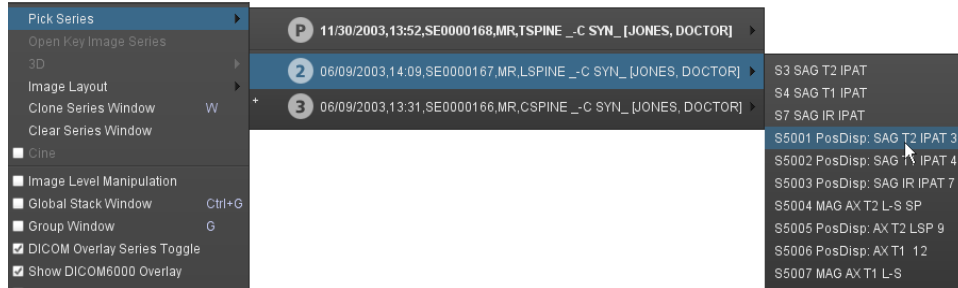 Pick Series
Open Key Image Series
3D
Image Layout
Clone Series Window W
Clear Series Window
Cine
Image Level Manipulation
Global Stack Window Ctrl+G
Group Window G
DICOM Overlay Series Toggle
Show DICOM6000 Overlay
P 11/30/2003,13:52,SE0000168,MR,TSPINE _-C SYN_ [JONES, DOCTOR]
2 06/09/2003,14:09,SE0000167,MR,LSPINE _-C SYN_ [JONES, DOCTOR]
+ 3 06/09/2003,13:31,SE0000166,MR,CSPINE _-C SYN_ [JONES, DOCTOR]
S3 SAG T2 IPAT
S4 SAG T1 IPAT
S7 SAG IR IPAT
S5001 PosDisp: SAG T2 IPAT 3
S5002 PosDisp: SAG T1 IPAT 4
S5003 PosDisp: SAG IR IPAT 7
S5004 MAG AX T2 L-S SP
S5005 PosDisp: AX T2 LSP 9
S5006 PosDisp: AX T1 12
S5007 MAG AX T1 L-S